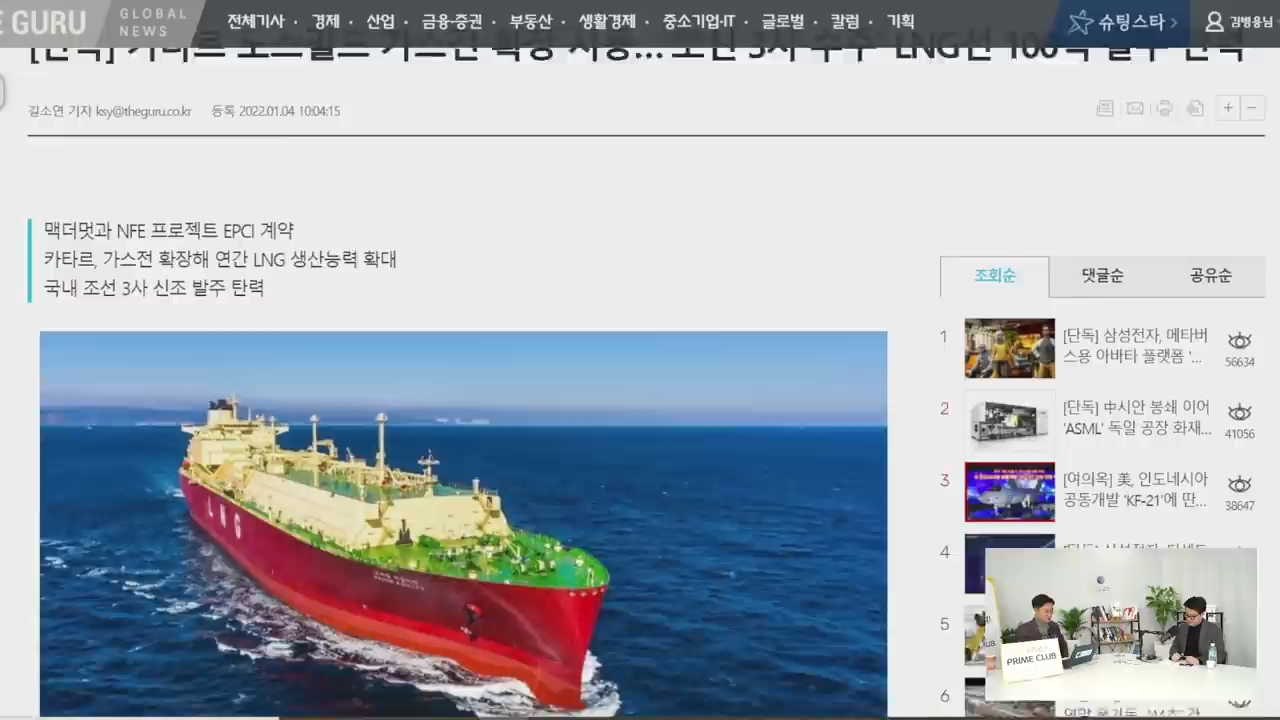 E GURU
GLOBAL
NEWS
전체기사 · 경제 · 산업 · 금융·증권 · 부동산 · 생활경제 · 중소기업·IT · 글로벌 · 칼럼 · 기획
슈팅스타 >
김병용님
길소연 기자 ksy@theguru.co.kr 등록 2022.01.04 10:04:15
+ −
맥더멋과 NFE 프로젝트 EPCI 계약
카타르, 가스전 확장해 연간 LNG 생산능력 확대
국내 조선 3사 신조 발주 탄력
조회순 댓글순 공유순
1
[단독] 삼성전자, 메타버
스용 아바타 플랫폼 '...
56634
2
[단독] 中시안 봉쇄 이어
'ASML' 독일 공장 화재...
41056
3
[여의옥] 美, 인도네시아
공동개발 'KF-21'에 딴...
38647
4
5
6
LNG
PRIME CLUB